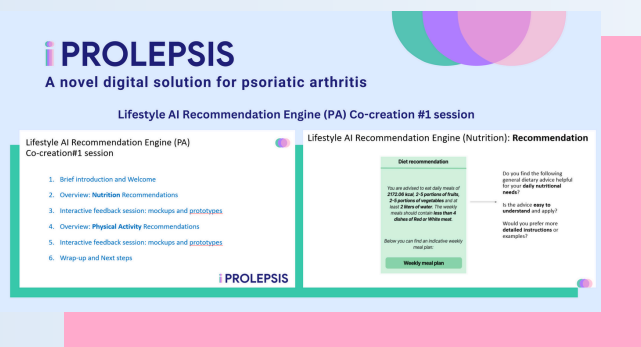 iPROLEPSIS
A novel digital solution for psoriatic arthritis
Lifestyle AI Recommendation Engine (PA) Co-creation #1 session
Lifestyle AI Recommendation Engine (PA)
Co-creation#1 session
1. Brief introduction and Welcome
2. Overview: Nutrition Recommendations
3. Interactive feedback session: mockups and prototypes
4. Overview: Physical Activity Recommendations
5. Interactive feedback session: mockups and prototypes
6. Wrap-up and Next steps
iPROLEPSIS
Lifestyle AI Recommendation Engine (Nutrition): Recommendation
Diet recommendation
You are advised to eat daily meals of
2172.06 kcal, 2-5 portions of fruits,
2-5 portions of vegetables and at
least 2 liters of water. The weekly
meals should contain less than 4
dishes of Red or White meat.
Below you can find an indicative weekly
meal plan:
Weekly meal plan
Do you find the following
general dietary advice helpful
for your daily nutritional
needs?
Is the advice easy to
understand and apply?
Would you prefer more
detailed instructions or
examples?